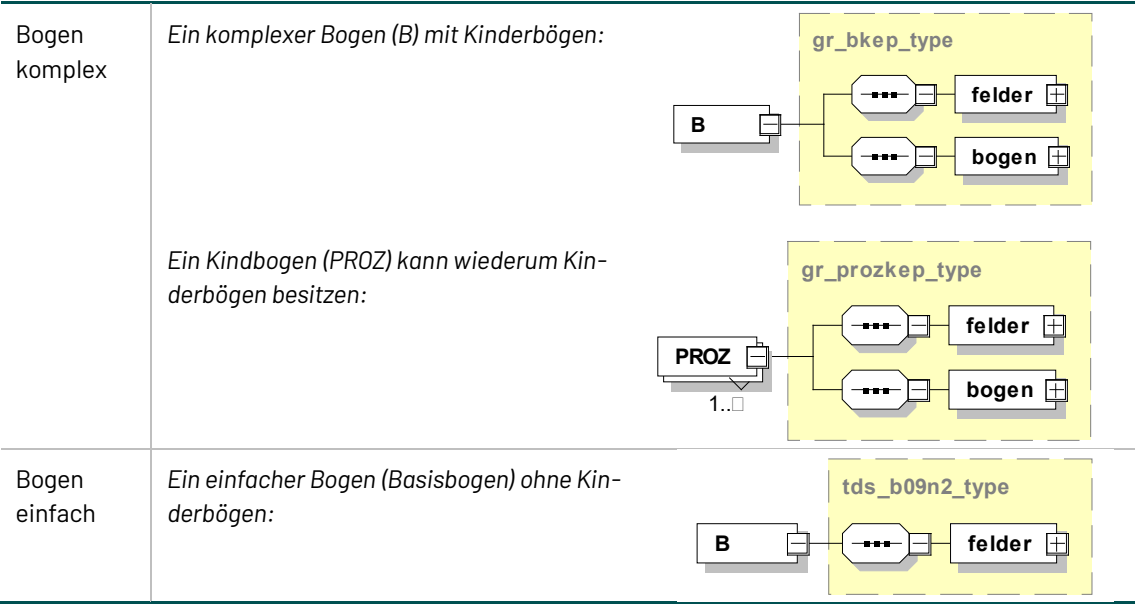 Bogen
komplex
Ein komplexer Bogen (B) mit Kinderbögen:
gr_bkep_type
felder
B
bogen
Ein Kindbogen (PROZ) kann wiederum Kin-
derbögen besitzen:
gr_prozkep_type
felder
PROZ
bogen
1..□
Bogen
einfach
Ein einfacher Bogen (Basisbogen) ohne Kin-
derbögen:
tds_b09n2_type
B
felder